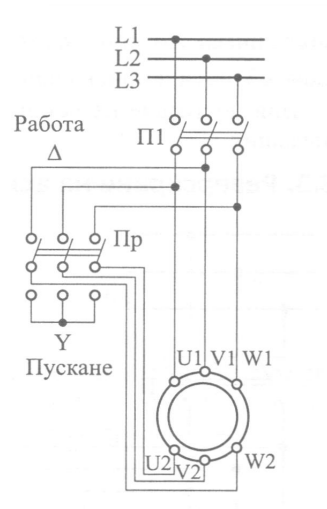 L1
L2
L3
Работа
Δ
П1
Пр
Y
Пускане
U1 V1 W1
U2 V2 W2